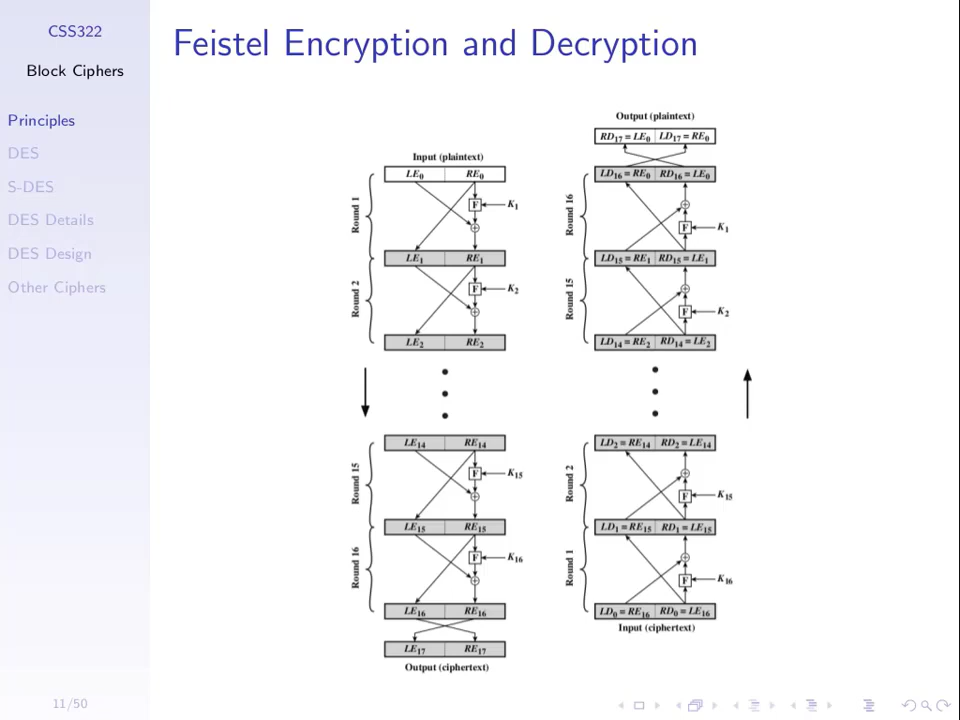 CSS322
Block Ciphers
Principles
DES
S-DES
DES Details
DES Design
Other Ciphers
11/50
Feistel Encryption and Decryption
Input (plaintext)
LE0 RE0
Round 1
F
K1
LE1 RE1
Round 2
F
K2
LE2 RE2
LE14 RE14
Round 15
F
K15
LE15 RE15
Round 16
F
K16
LE16 RE16
LE17 RE17
Output (ciphertext)
Output (plaintext)
RD17 = LE0 LD17 = RE0
LD16 = RE0 RD16 = LE0
Round 16
K1
F
LD15 = RE1 RD15 = LE1
Round 15
K2
F
LD14 = RE2 RD14 = LE2
LD2 = RE14 RD2 = LE14
Round 2
K15
F
LD1 = RE15 RD1 = LE15
Round 1
K16
F
LD0 = RE16 RD0 = LE16
Input (ciphertext)